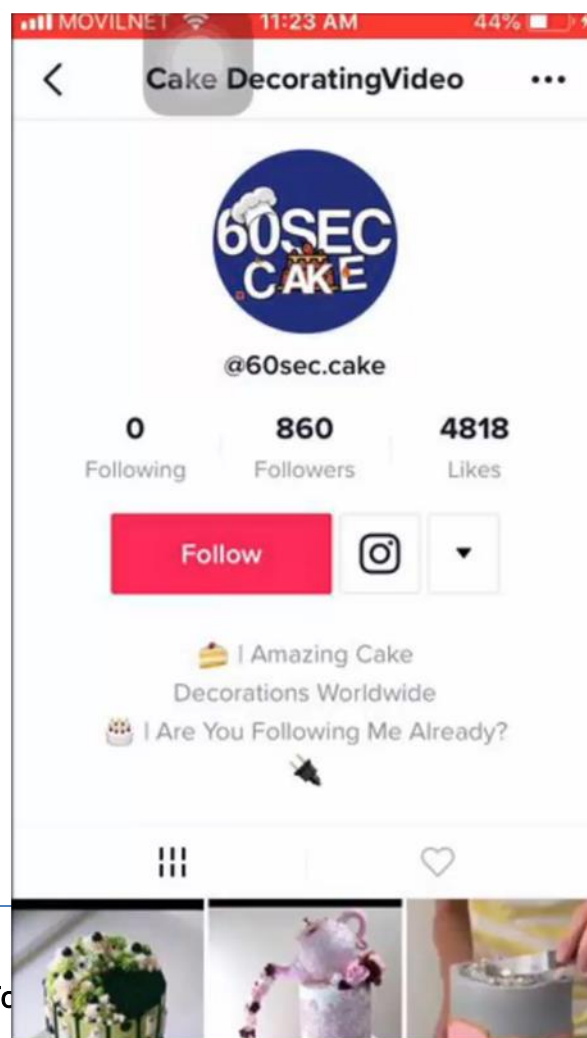 MOVILNET 11:23 AM 44%
Cake DecoratingVideo
60SEC
CAKE
@60sec.cake
0 860 4818
Following Followers Likes
Follow
🍰 | Amazing Cake
Decorations Worldwide
🎂 | Are You Following Me Already?
🔌